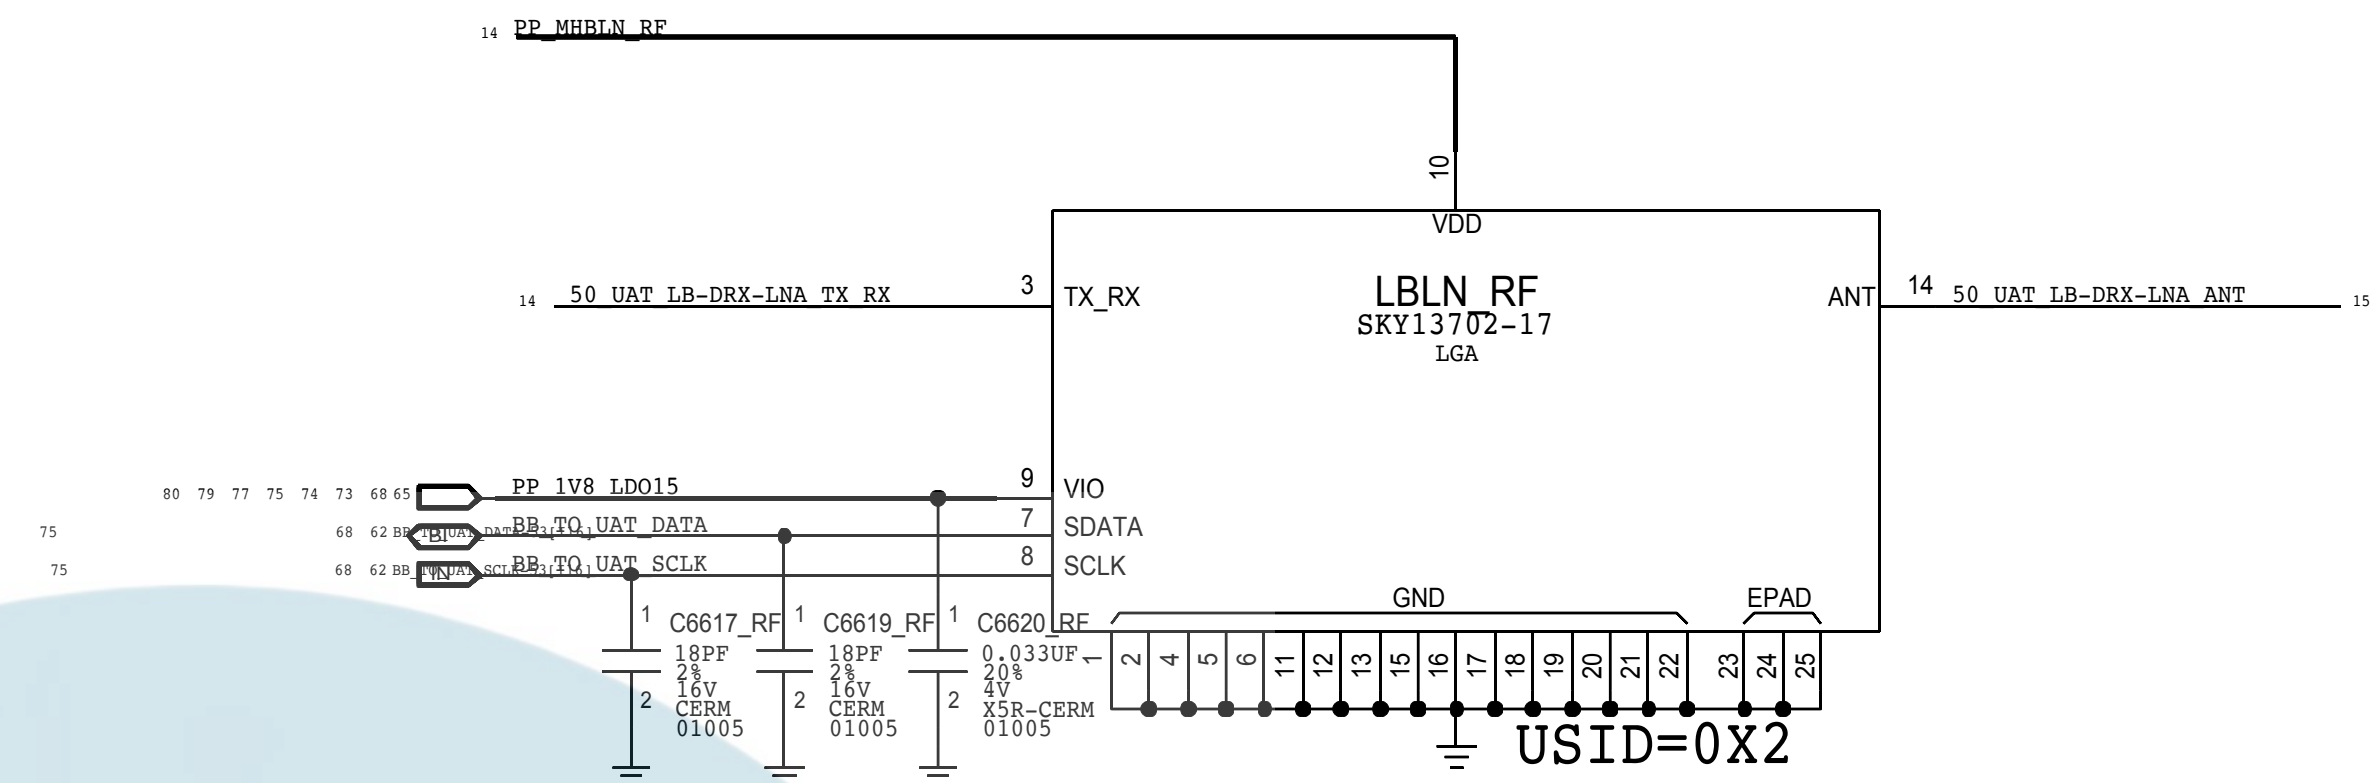 14 PP_MHBLN_RF
10
VDD
14 50_UAT_LB-DRX-LNA_TX_RX 3 TX_RX
LBLN_RF
SKY13702-17
LGA
ANT 14 50_UAT_LB-DRX-LNA_ANT 15
80 79 77 75 74 73 68 65 PP_1V8_LDO15 9 VIO
75 68 62 BI BB_TO_UAT_DATA 7 SDATA
75 68 62 IN BB_TO_UAT_SCLK 8 SCLK
GND EPAD
1 C6617_RF 1 C6619_RF 1 C6620_RF
18PF 18PF 0.033UF
2% 2% 20%
16V 16V 4V
2 CERM 2 CERM 2 X5R-CERM
01005 01005 01005
1 2 4 5 6 11 12 13 15 16 17 18 19 20 21 22 23 24 25
USID=0X2